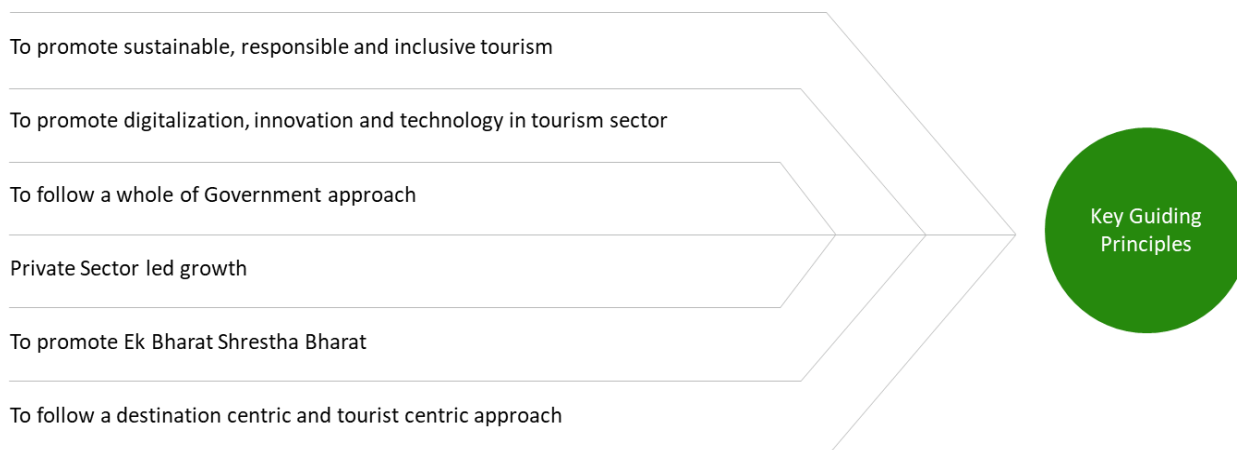 To promote sustainable, responsible and inclusive tourism
To promote digitalization, innovation and technology in tourism sector
To follow a whole of Government approach
Private Sector led growth
To promote Ek Bharat Shrestha Bharat
To follow a destination centric and tourist centric approach
Key Guiding
Principles